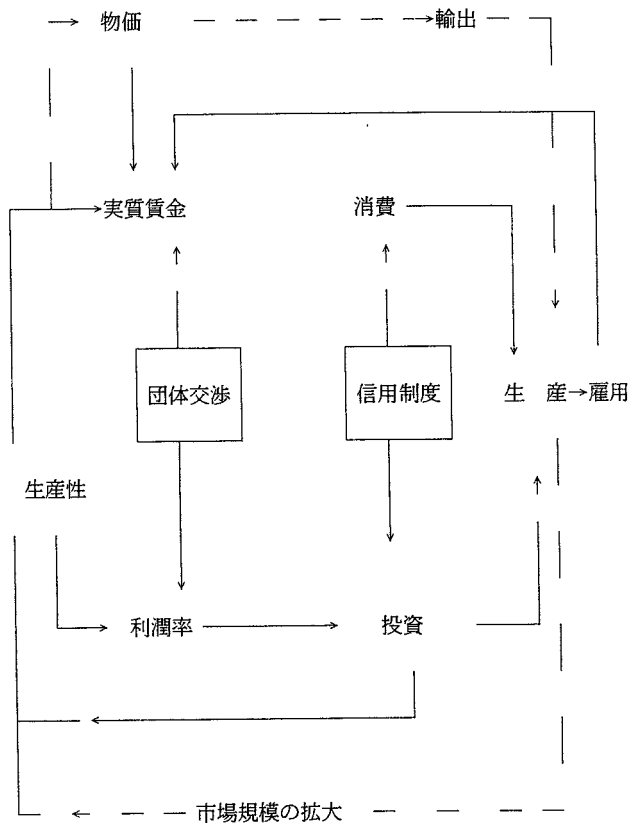 物価
輸出
実質賃金
消費
団体交渉
信用制度
生 産→雇用
生産性
利潤率
投資
市場規模の拡大